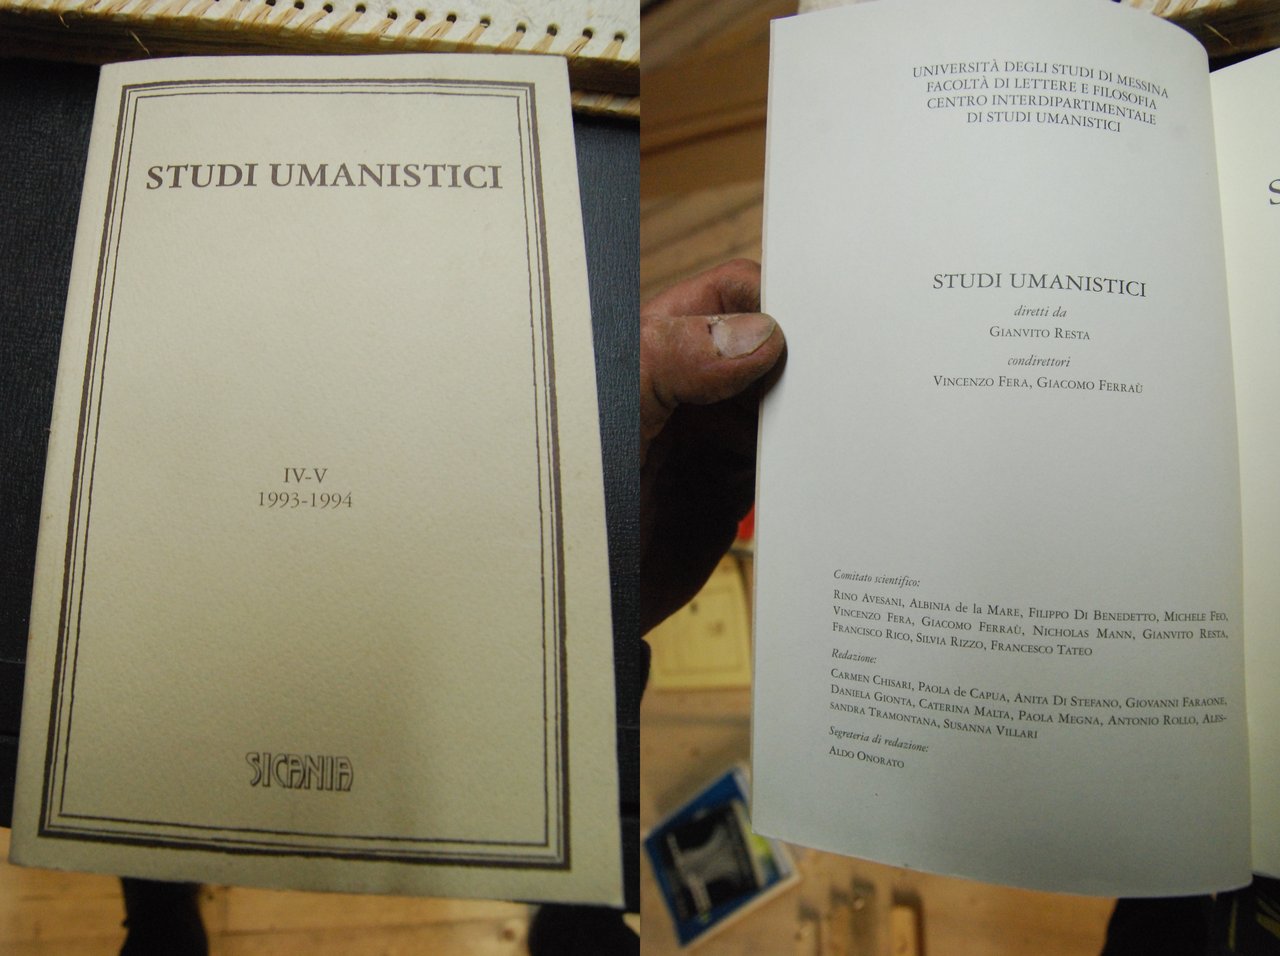 STUDI UMANISTICI
IV-V
1993-1994
SICANIA
UNIVERSITÀ DEGLI STUDI DI MESSINA
FACOLTÀ DI LETTERE E FILOSOFIA
CENTRO INTERDIPARTIMENTALE
DI STUDI UMANISTICI
STUDI UMANISTICI
diretti da
GIANVITO RESTA
condirettori
VINCENZO FERA, GIACOMO FERRAÙ
Comitato scientifico:
RINO AVESANI, ALBINIA de la MARE, FILIPPO DI BENEDETTO, MICHELE FEO,
VINCENZO FERA, GIACOMO FERRAÙ, NICHOLAS MANN, GIANVITO RESTA,
FRANCISCO RICO, SILVIA RIZZO, FRANCESCO TATEO
Redazione:
CARMEN CHISARI, PAOLA de CAPUA, ANITA DI STEFANO, GIOVANNI FARAONE,
DANIELA GIONTA, CATERINA MALTA, PAOLA MEGNA, ANTONIO ROLLO, ALES-
SANDRA TRAMONTANA, SUSANNA VILLARI
Segreteria di redazione:
ALDO ONORATO